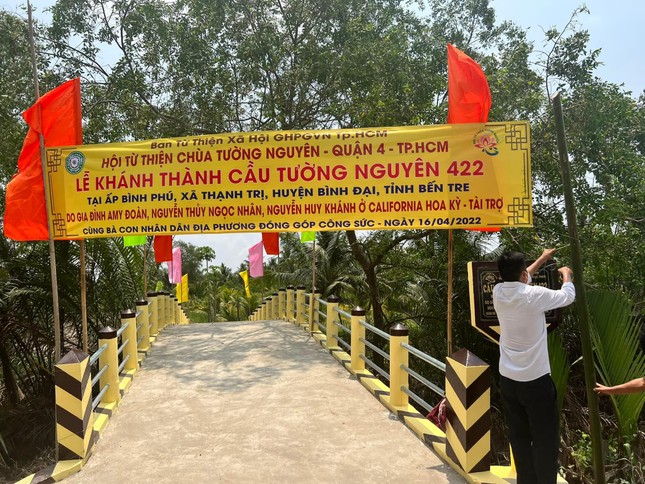 Ban Từ Thiện Xã Hội GHPGVN Tp.HCM
HỘI TỪ THIỆN CHÙA TƯỜNG NGUYÊN - QUẬN 4 - TP.HCM
LỄ KHÁNH THÀNH CẦU TƯỜNG NGUYÊN 422
TẠI ẤP BÌNH PHÚ, XÃ THẠNH TRỊ, HUYỆN BÌNH ĐẠI, TỈNH BẾN TRE
DO GIA ĐÌNH AMY ĐOÀN, NGUYỄN THỦY NGỌC NHÂN, NGUYỄN HUY KHÁNH Ở CALIFORNIA HOA KỲ - TÀI TRỢ
CÙNG BÀ CON NHÂN DÂN ĐỊA PHƯƠNG ĐÓNG GÓP CÔNG SỨC - NGÀY 16/04/2022